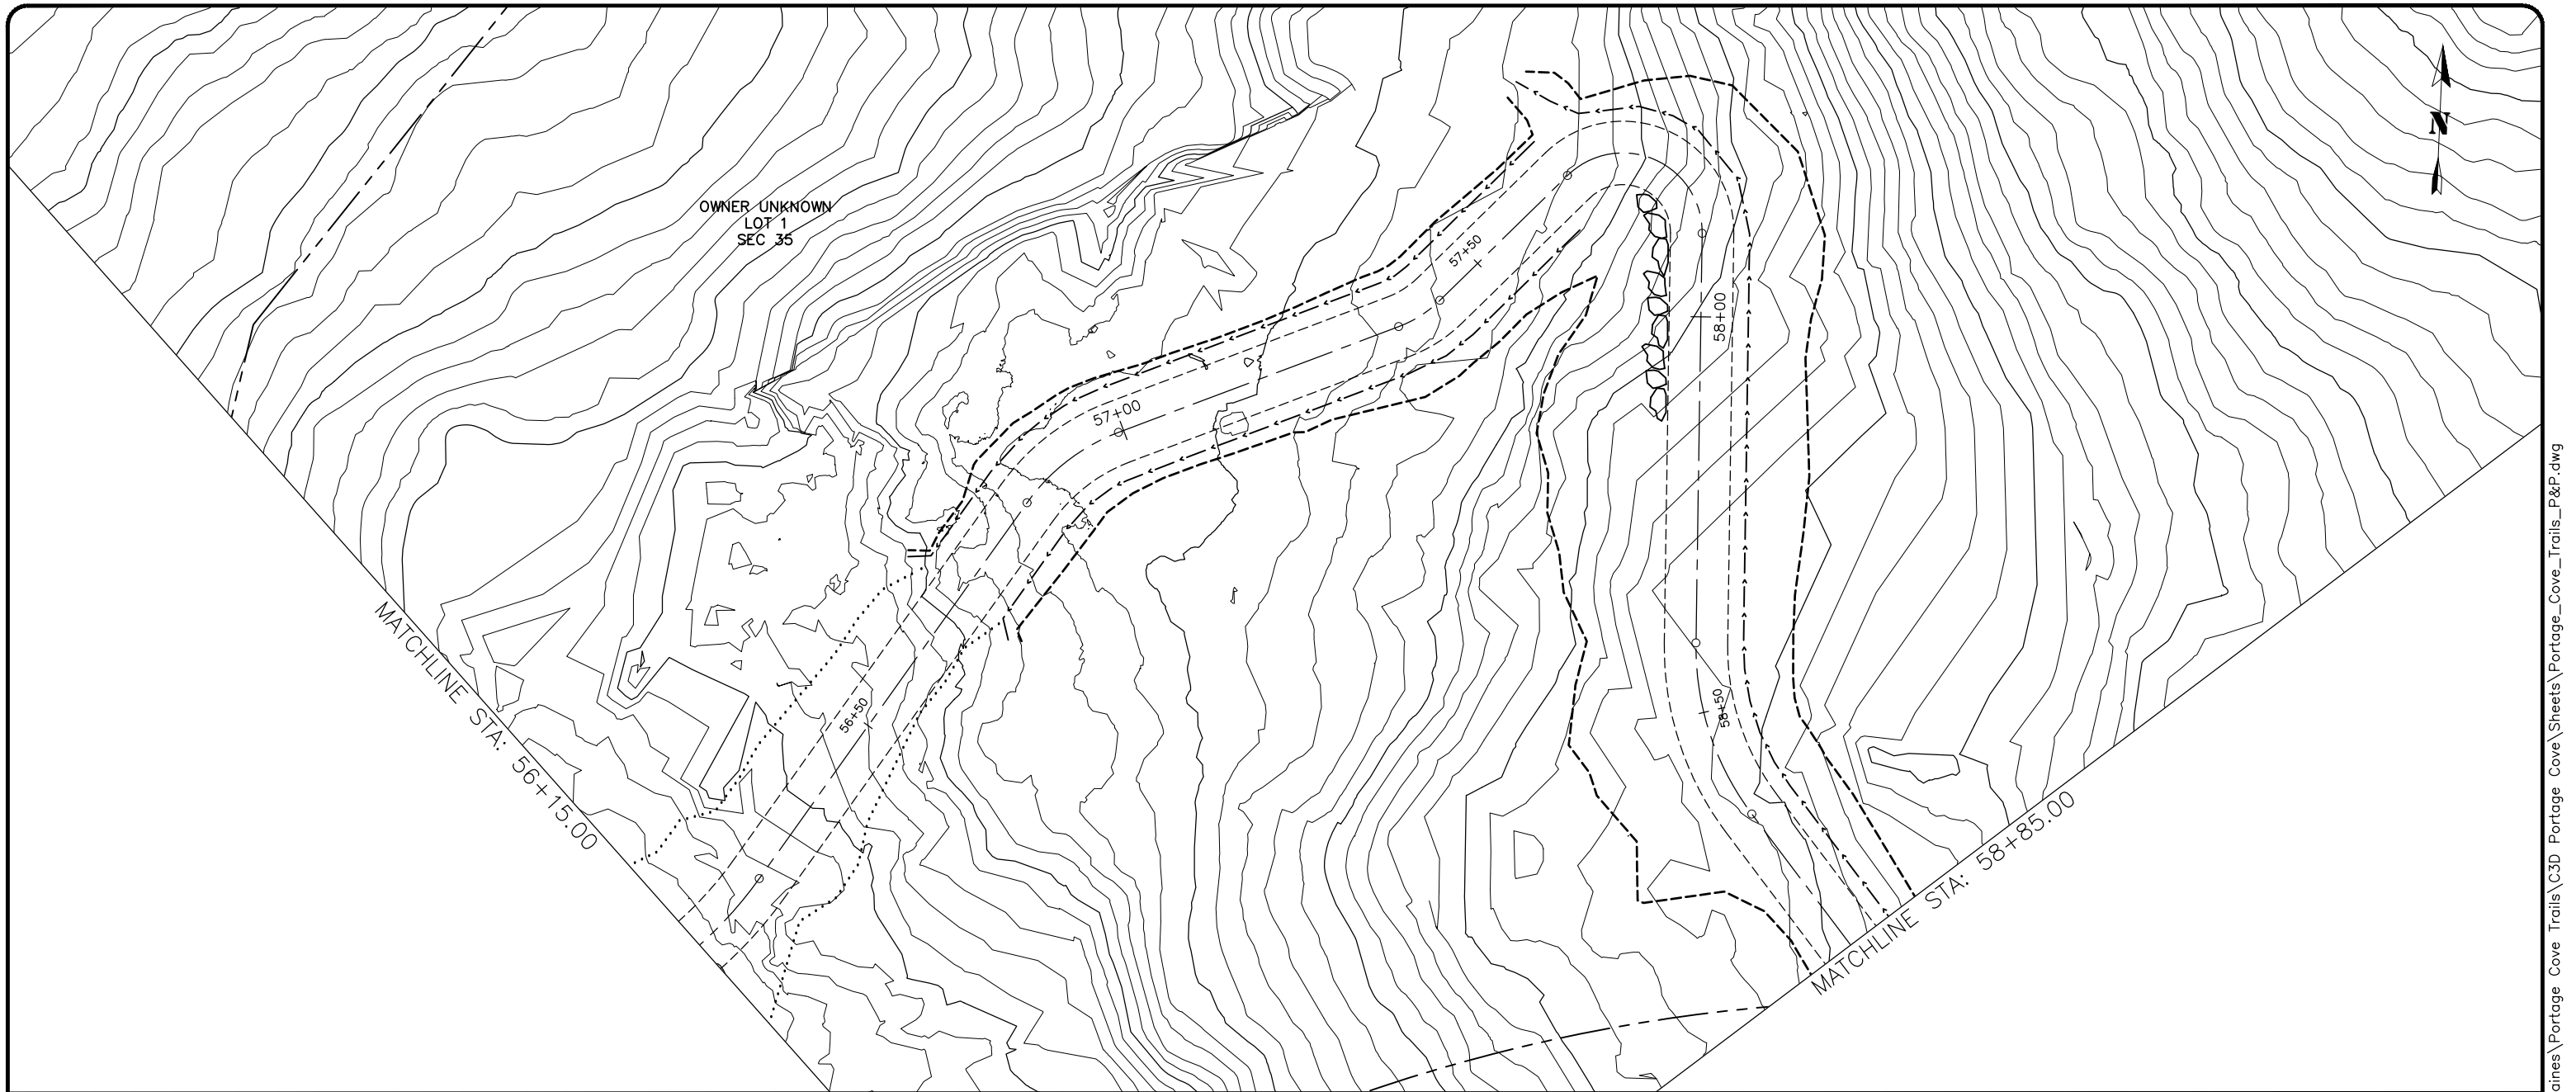 N
OWNER UNKNOWN
LOT 1
SEC 35
57+50
58+00
57+00
56+50
58+50
MATCHLINE STA: 56+15.00
MATCHLINE STA: 58+85.00
aines\Portage Cove Trails\C3D Portage Cove\Sheets\Portage_Cove_Trails_P&P.dwg